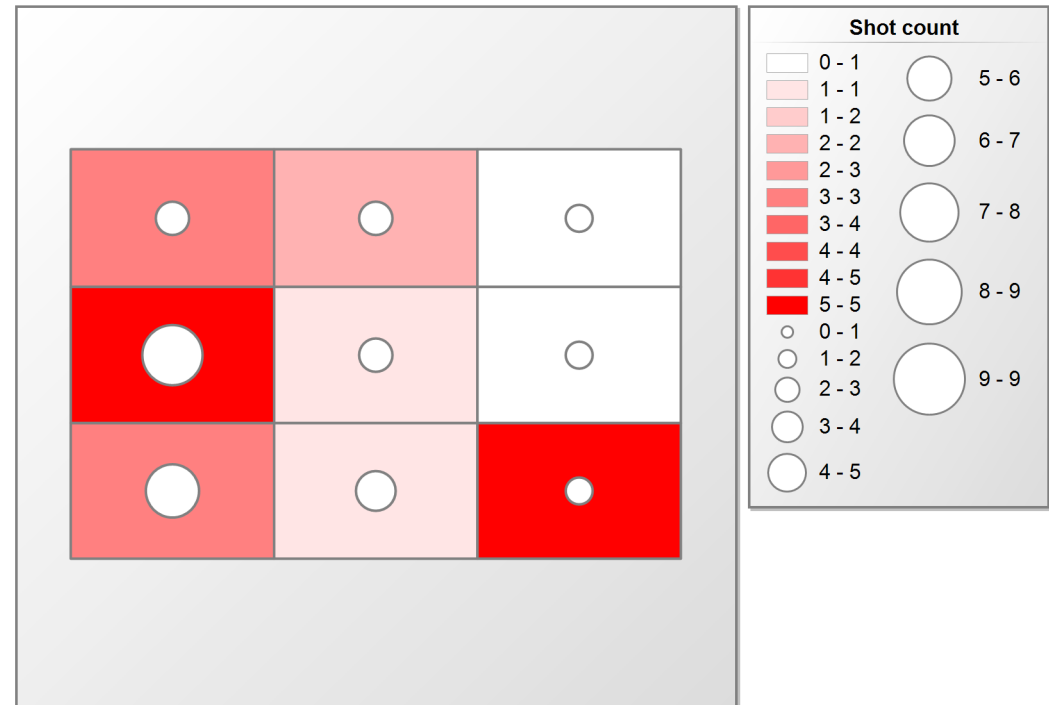 Shot count
0 - 1
1 - 1
1 - 2
2 - 2
2 - 3
3 - 3
3 - 4
4 - 4
4 - 5
5 - 5
0 - 1
1 - 2
2 - 3
3 - 4
4 - 5
5 - 6
6 - 7
7 - 8
8 - 9
9 - 9